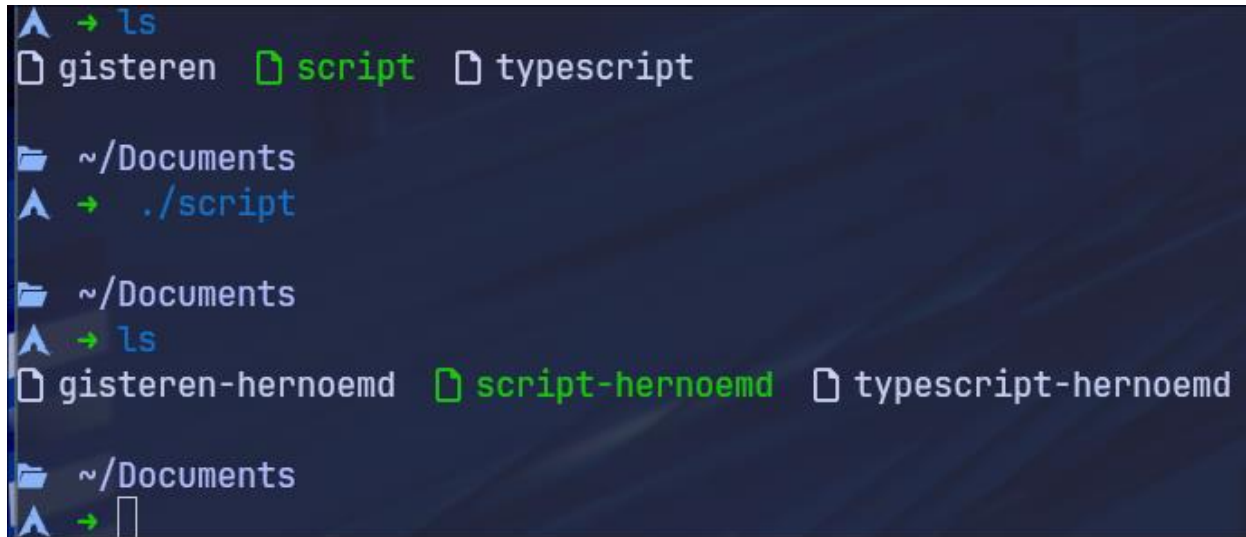 → ls
gisteren script typescript
~/Documents
→ ./script
~/Documents
→ ls
gisteren-hernoemd script-hernoemd typescript-hernoemd
~/Documents
→